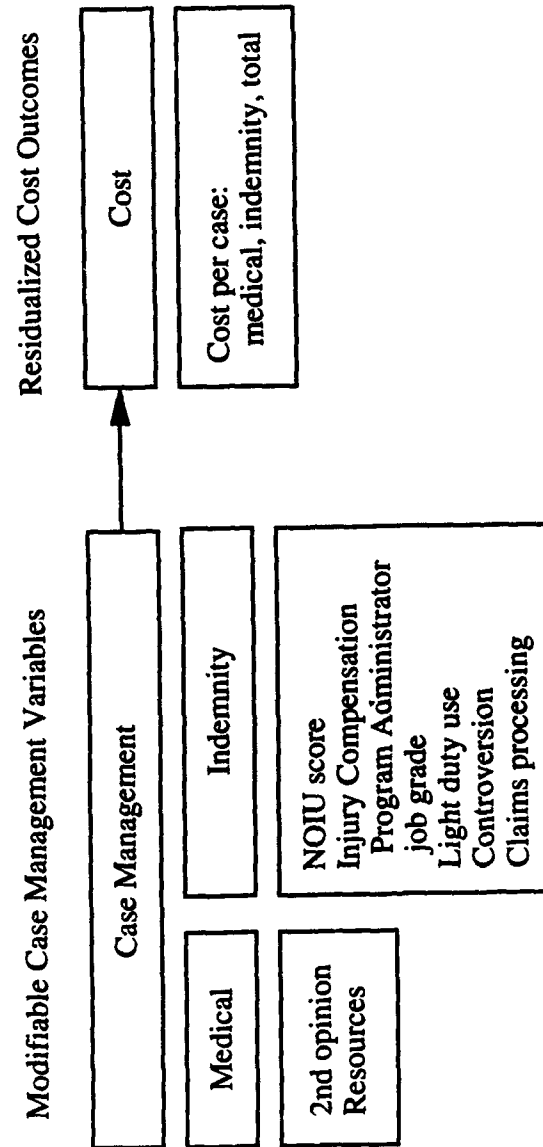 Modifiable Case Management Variables
Case Management
Medical
2nd opinion
Resources
Indemnity
NOIU score
Injury Compensation
Program Administrator
job grade
Light duty use
Controversion
Claims processing
Residualized Cost Outcomes
Cost
Cost per case:
medical, indemnity, total